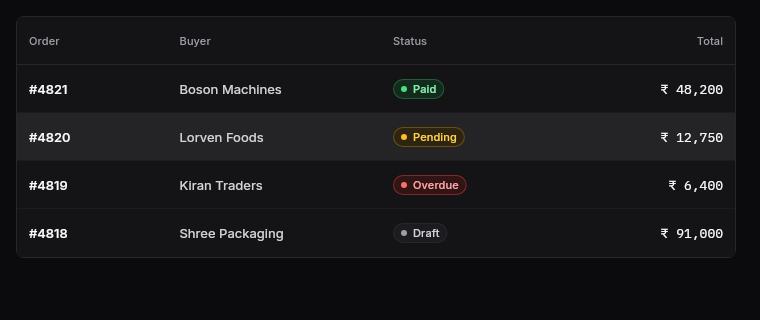 Order Buyer Status Total
#4821 Boson Machines Paid ₹ 48,200
#4820 Lorven Foods Pending ₹ 12,750
#4819 Kiran Traders Overdue ₹ 6,400
#4818 Shree Packaging Draft ₹ 91,000